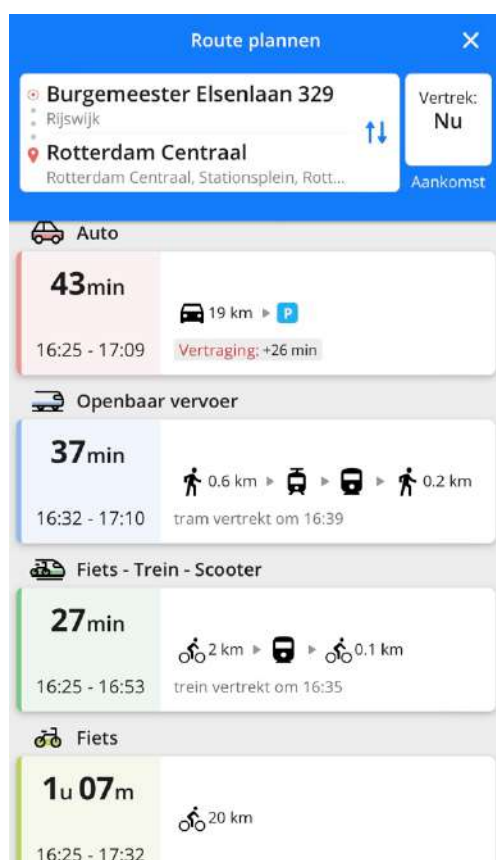 Route plannen
Burgemeester Elsenlaan 329
Rijswijk
Rotterdam Centraal
Rotterdam Centraal, Stationsplein, Rott...
Vertrek:
Nu
Aankomst
Auto
43min
19 km
P
16:25 - 17:09
Vertraging: +26 min
Openbaar vervoer
37min
0.6 km
0.2 km
16:32 - 17:10
tram vertrekt om 16:39
Fiets - Trein - Scooter
27min
2 km
0.1 km
16:25 - 16:53
trein vertrekt om 16:35
Fiets
1u 07m
20 km
16:25 - 17:32